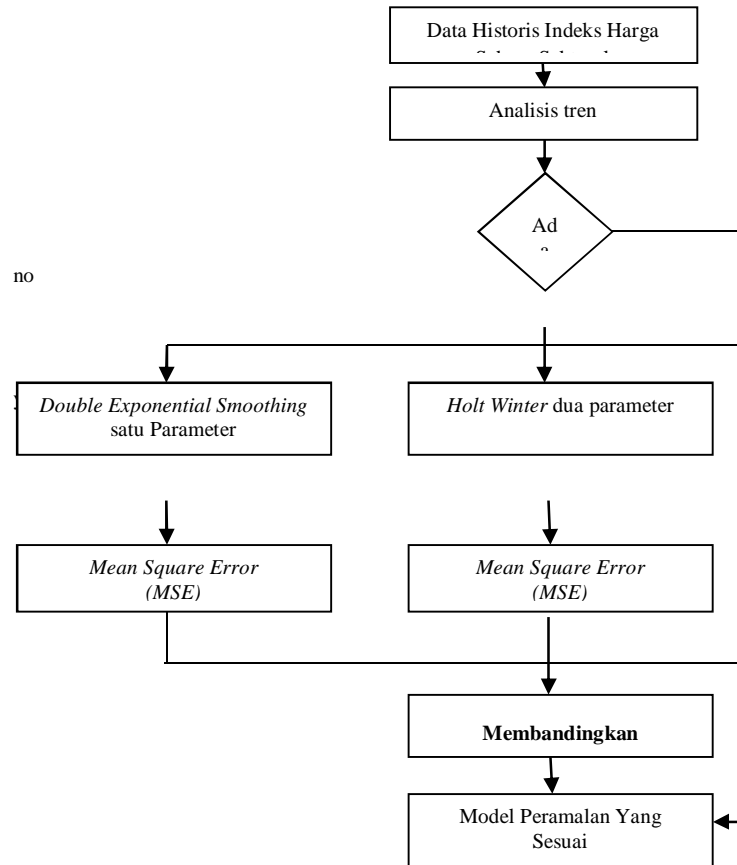 Data Historis Indeks Harga
Analisis tren
Ad
no
Double Exponential Smoothing
satu Parameter
Holt Winter dua parameter
Mean Square Error
(MSE)
Mean Square Error
(MSE)
Membandingkan
Model Peramalan Yang
Sesuai